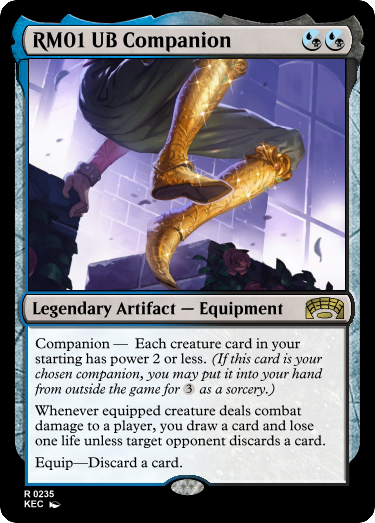 RM01 UB Companion
Legendary Artifact — Equipment
Companion — Each creature card in your
starting has power 2 or less. (If this card is your
chosen companion, you may put it into your hand
from outside the game for 3 as a sorcery.)
Whenever equipped creature deals combat
damage to a player, you draw a card and lose
one life unless target opponent discards a card.
Equip—Discard a card.
R 0235
KEC